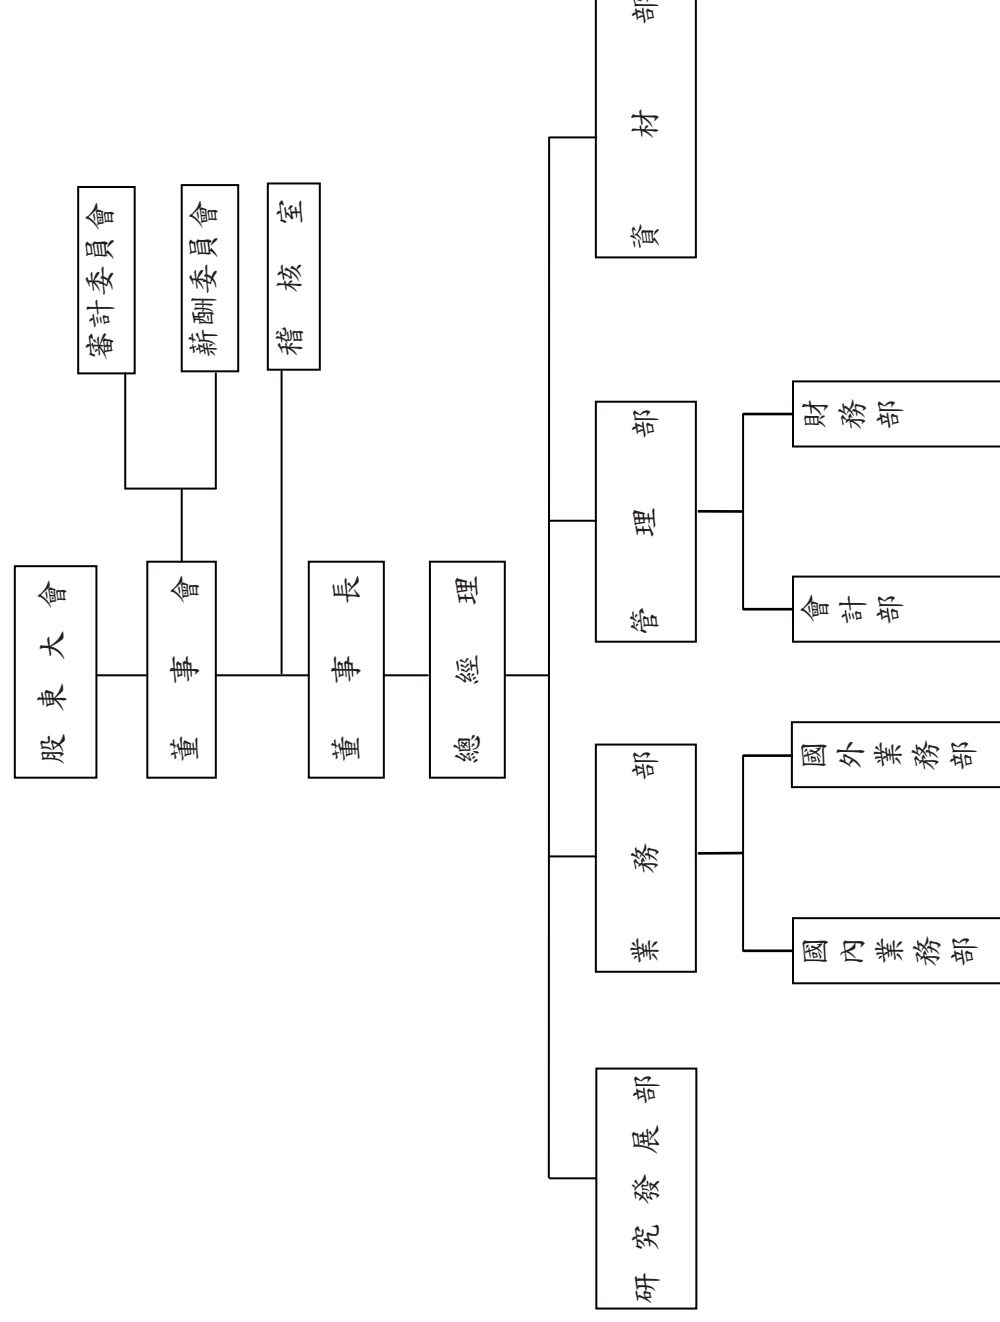 股東大會
審計委員會
董事會
薪酬委員會
稽核室
董事長
總經理
研究發展部
業務部
管理部
資材部
國內業務部
國外業務部
會計部
財務部